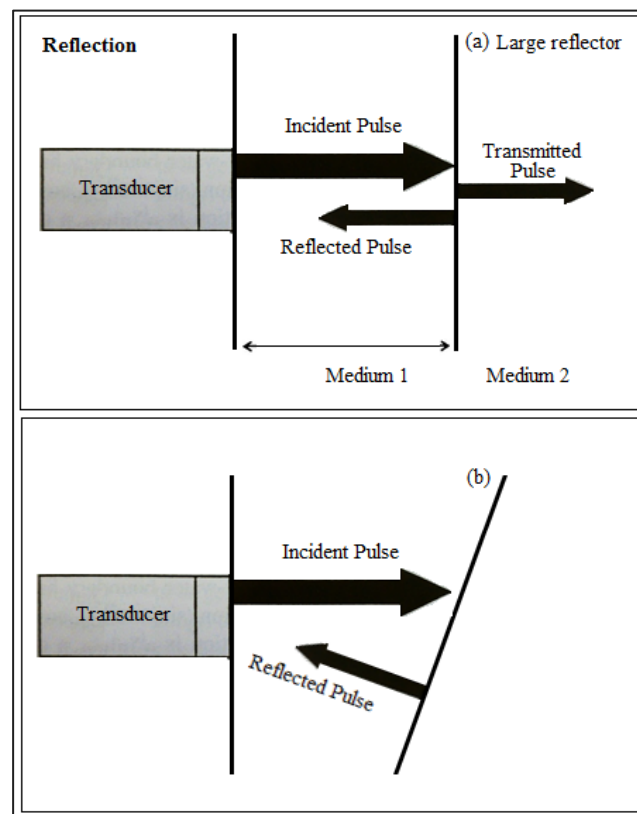 Reflection
(a) Large reflector
Incident Pulse
Transmitted
Pulse
Transducer
Reflected Pulse
Medium 1
Medium 2
(b)
Incident Pulse
Transducer
Reflected Pulse